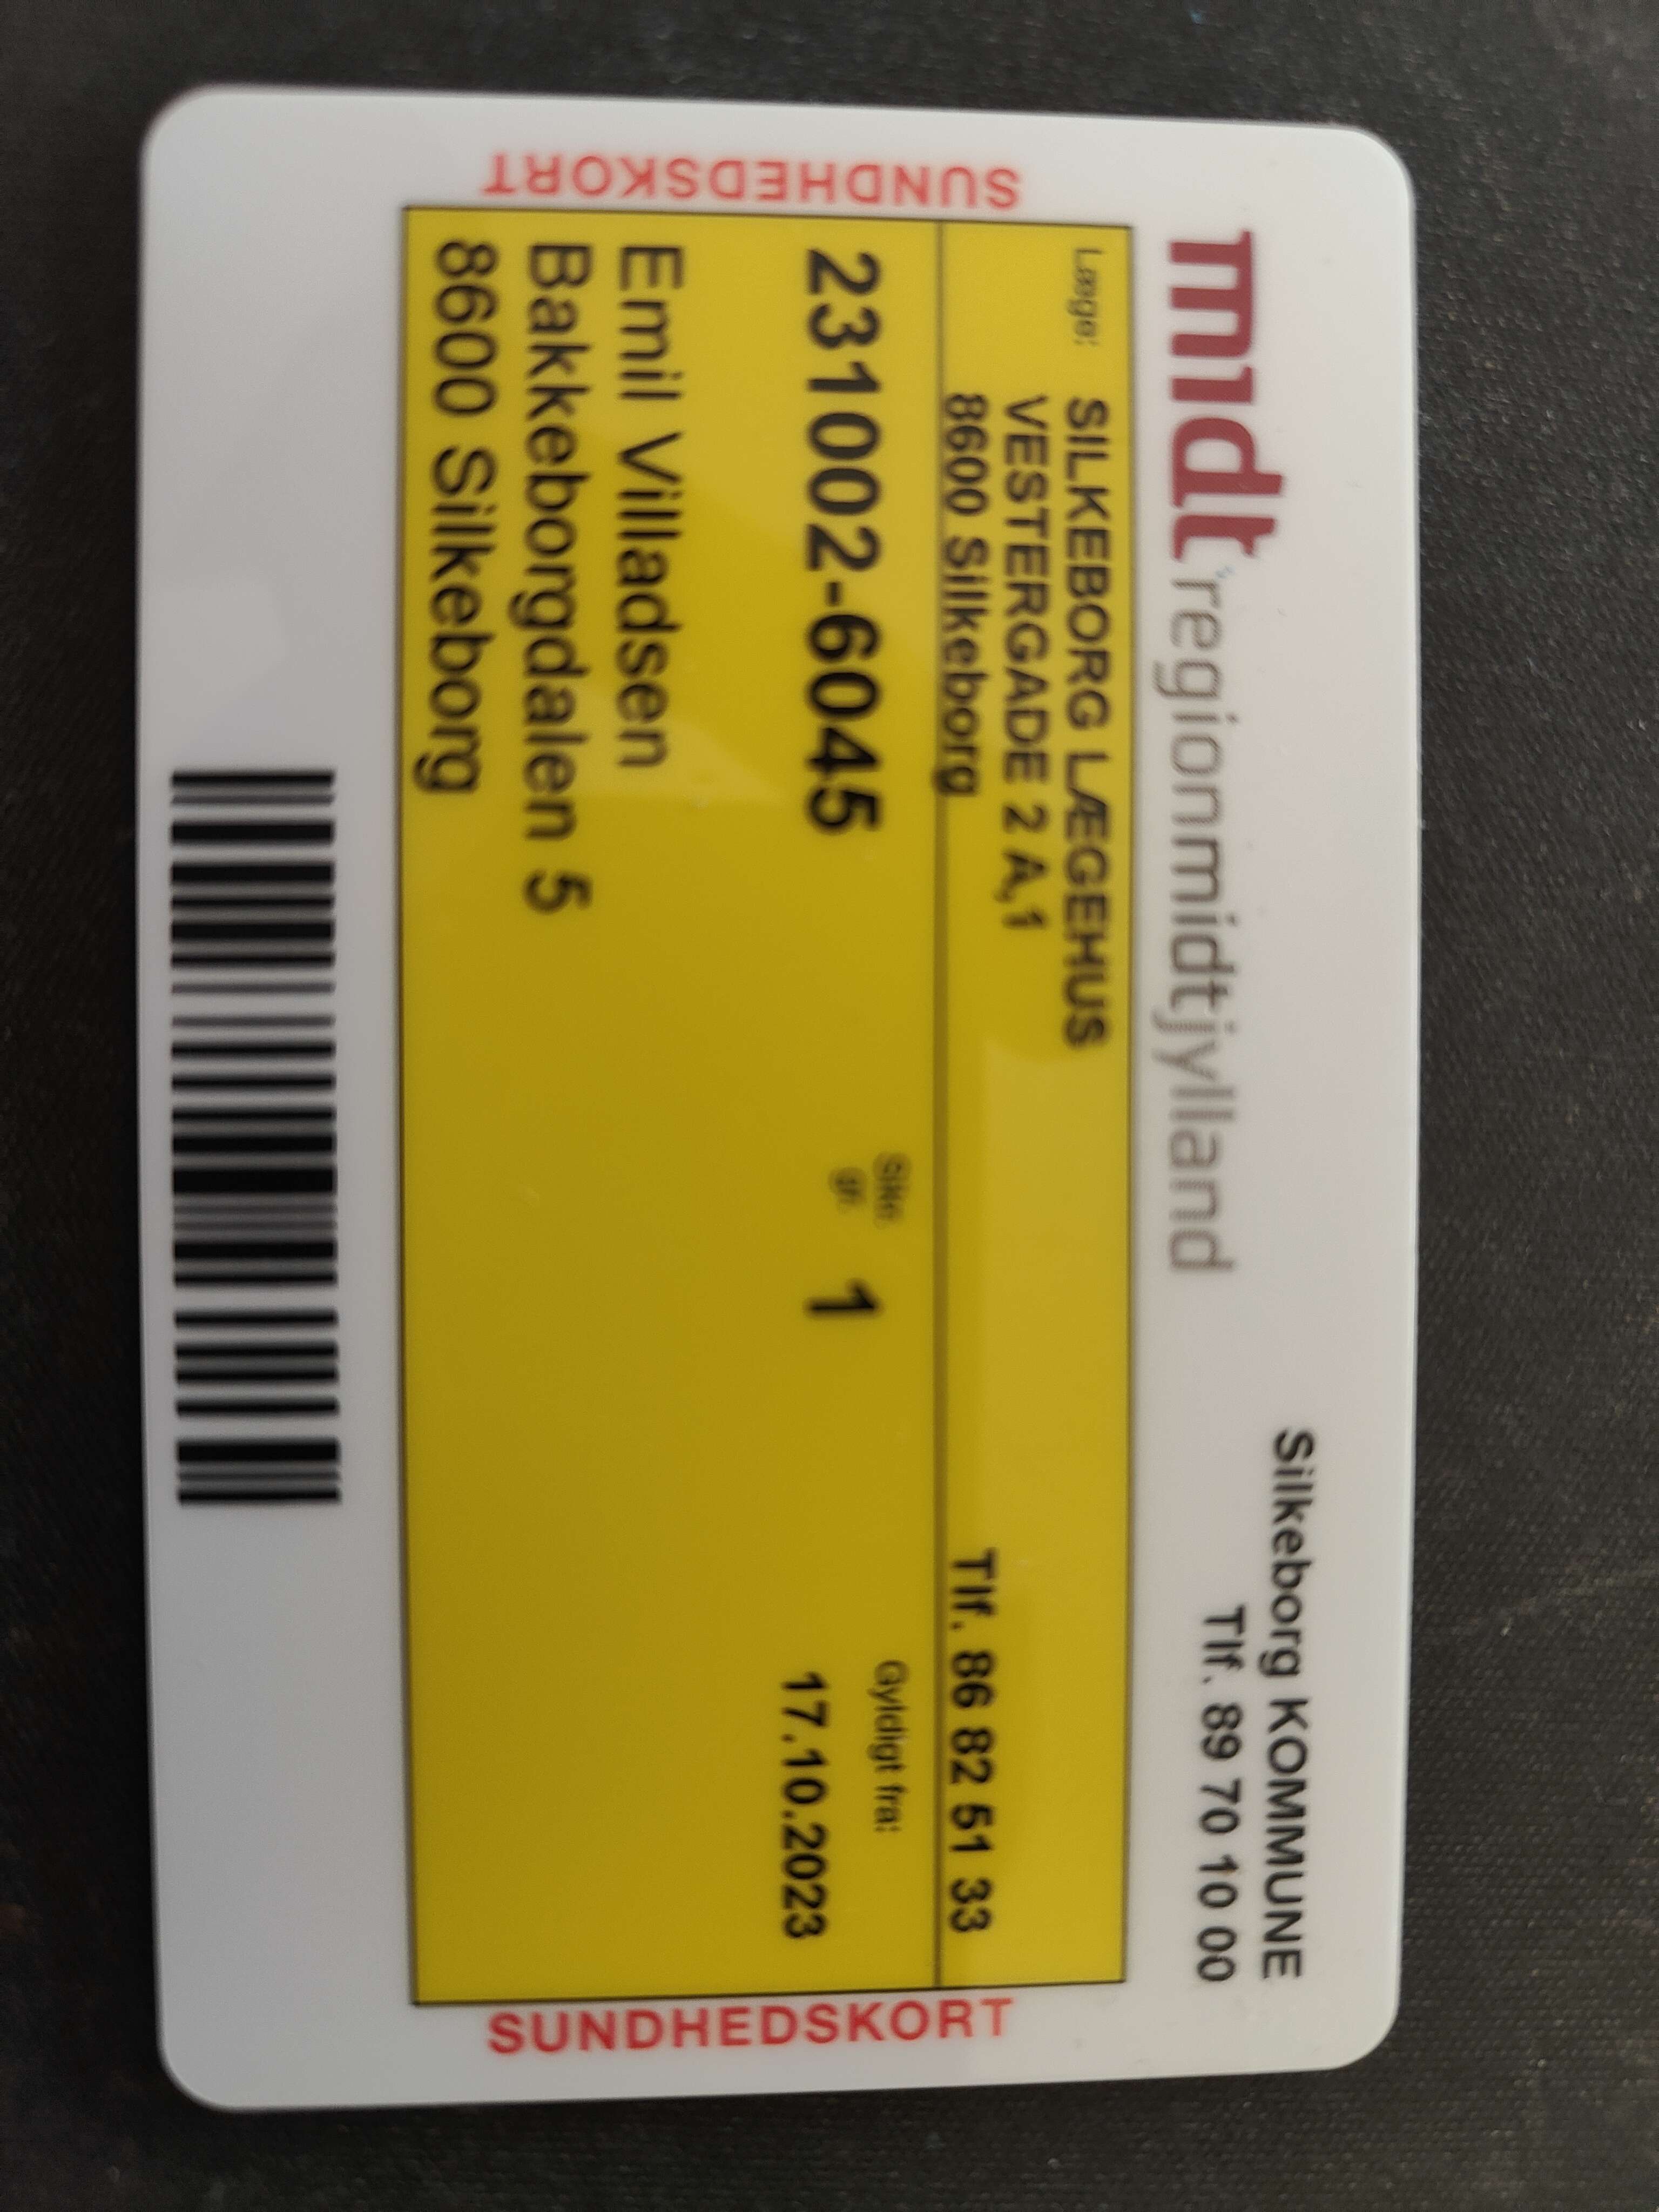 midt regionmidtjylland
Silkeborg KOMMUNE
Tlf. 89 70 10 00
Læge: SILKEBORG LÆGEHUS
VESTERGADE 2 A,1
8600 Silkeborg
Tlf. 86 82 51 33
231002-6045
Sikr. gr. 1
Gyldigt fra:
17.10.2023
Emil Villadsen
Bakkeborgdalen 5
8600 Silkeborg
SUNDHEDSKORT
SUNDHEDSKORT